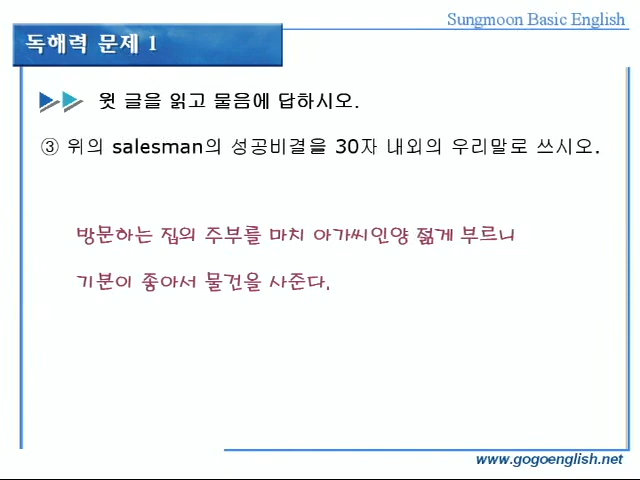 Sungmoon Basic English
독해력 문제 1
윗 글을 읽고 물음에 답하시오.
③ 위의 salesman의 성공비결을 30자 내외의 우리말로 쓰시오.
방문하는 집의 주부를 마치 아가씨인양 젊게 부르니
기분이 좋아서 물건을 사준다.
www.gogoenglish.net